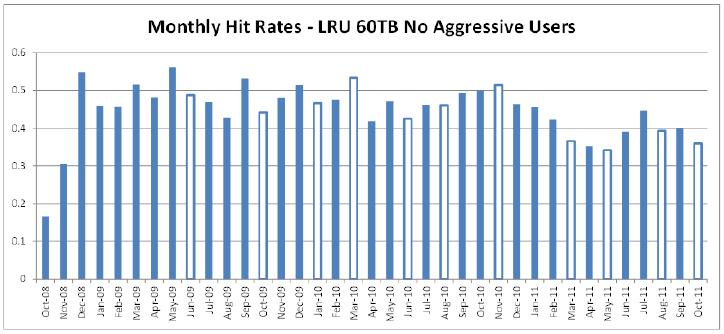 Monthly Hit Rates - LRU 60TB No Aggressive Users
0.6
0.5
0.4
0.3
0.2
0.1
0
Oct-08
Nov-08
Dec-08
Jan-09
Feb-09
Mar-09
Apr-09
May-09
Jun-09
Jul-09
Aug-09
Sep-09
Oct-09
Nov-09
Dec-09
Jan-10
Feb-10
Mar-10
Apr-10
May-10
Jun-10
Jul-10
Aug-10
Sep-10
Oct-10
Nov-10
Dec-10
Jan-11
Feb-11
Mar-11
Apr-11
May-11
Jun-11
Jul-11
Aug-11
Sep-11
Oct-11